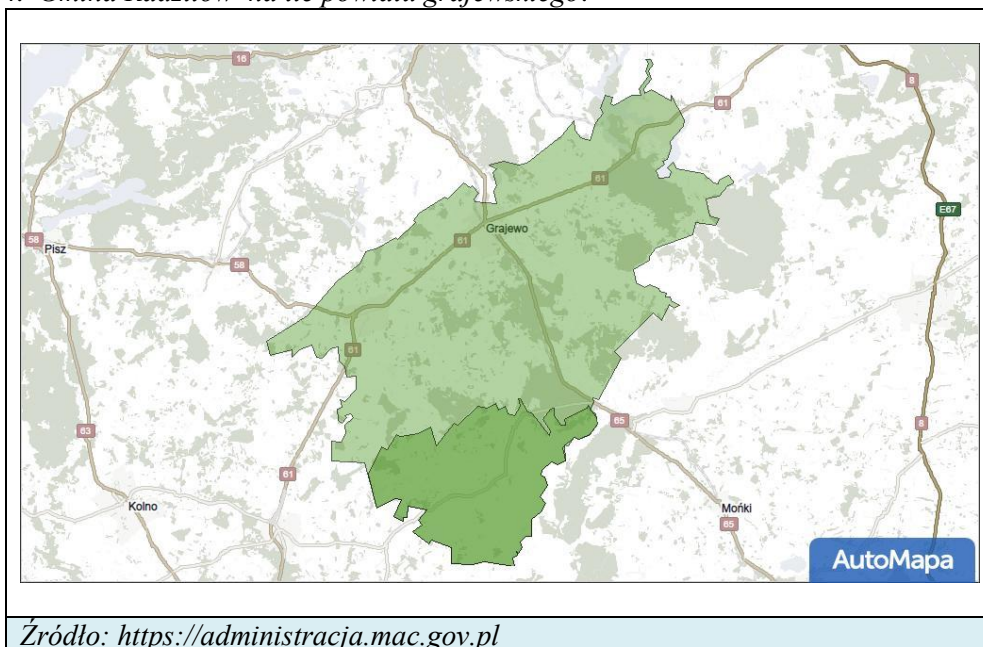 Gmina Radziłów na tle powiatu grajewskiego.
16
8
61
61
E67
58
Pisz
Grajewo
61
58
61
63
65
8
61
Kolno
Mońki
65
AutoMapa
Źródło: https://administracja.mac.gov.pl